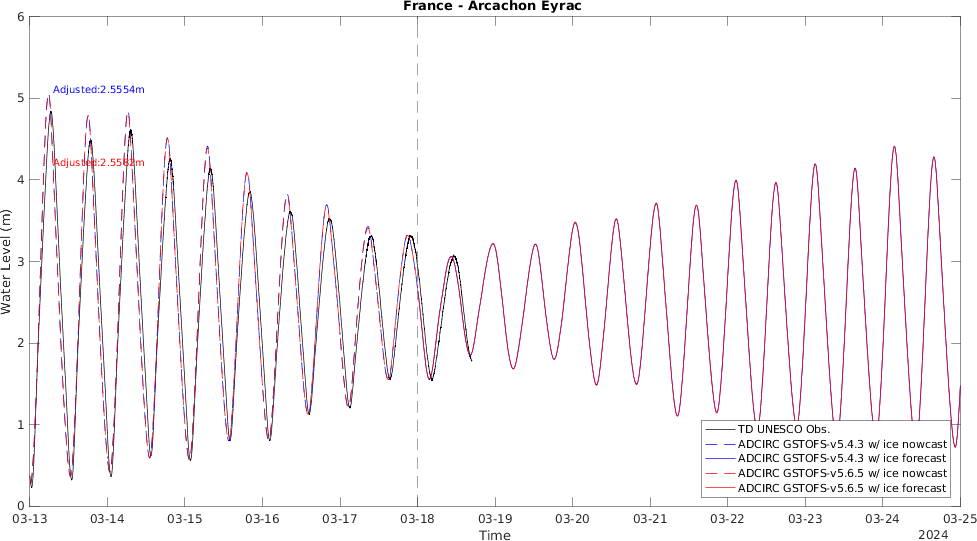 France - Arcachon Eyrac
6
5
4
3
2
1
0
Water Level (m)
Adjusted:2.5554m
Adjusted:2.5562m
TD UNESCO Obs.
ADCIRC GSTOFS-v5.4.3 w/ ice nowcast
ADCIRC GSTOFS-v5.4.3 w/ ice forecast
ADCIRC GSTOFS-v5.6.5 w/ ice nowcast
ADCIRC GSTOFS-v5.6.5 w/ ice forecast
03-13 03-14 03-15 03-16 03-17 03-18 03-19 03-20 03-21 03-22 03-23 03-24 03-25
Time
2024